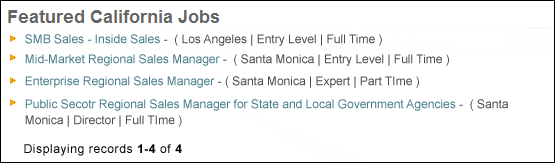 Featured California Jobs
SMB Sales - Inside Sales - ( Los Angeles | Entry Level | Full Time )
Mid-Market Regional Sales Manager - ( Santa Monica | Entry Level | Full Time )
Enterprise Regional Sales Manager - ( Santa Monica | Expert | Part TIme )
Public Secotr Regional Sales Manager for State and Local Government Agencies - ( Santa
Monica | Director | Full TIme )
Displaying records 1-4 of 4